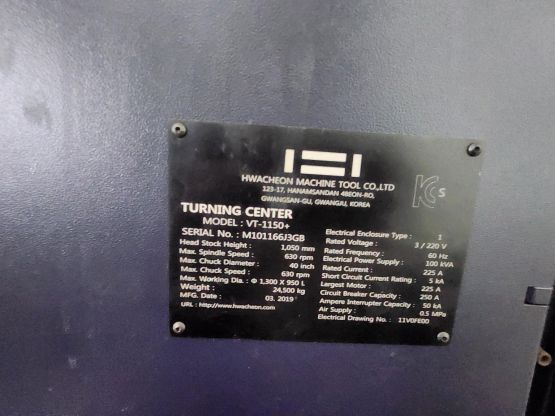 HWACHEON MACHINE TOOL CO.,LTD
123-17, HANAMSANDAN 4BEON-RO,
GWANGSAN-GU, GWANGJU, KOREA
KCs
TURNING CENTER
MODEL : VT-1150+
SERIAL No. : M101166J3GB
Head Stock Height : 1,050 mm
Max. Spindle Speed : 630 rpm
Max. Chuck Diameter : 40 inch
Max. Chuck Speed : 630 rpm
Max. Working Dia. : Φ 1,300 X 950 L
Weight : 24,500 kg
MFG. Date : 03. 2019
URL : http://www.hwacheon.com
Electrical Enclosure Type : 1
Rated Voltage : 3 / 220 V
Rated Frequency : 60 Hz
Electrical Power Supply : 100 kVA
Rated Current : 225 A
Short Circuit Current Rating : 5 kA
Largest Motor : 225 A
Circuit Breaker Capacity : 250 A
Ampere Interrupter Capacity : 50 kA
Air Supply : 0.5 MPa
Electrical Drawing No. : 11V0FE00